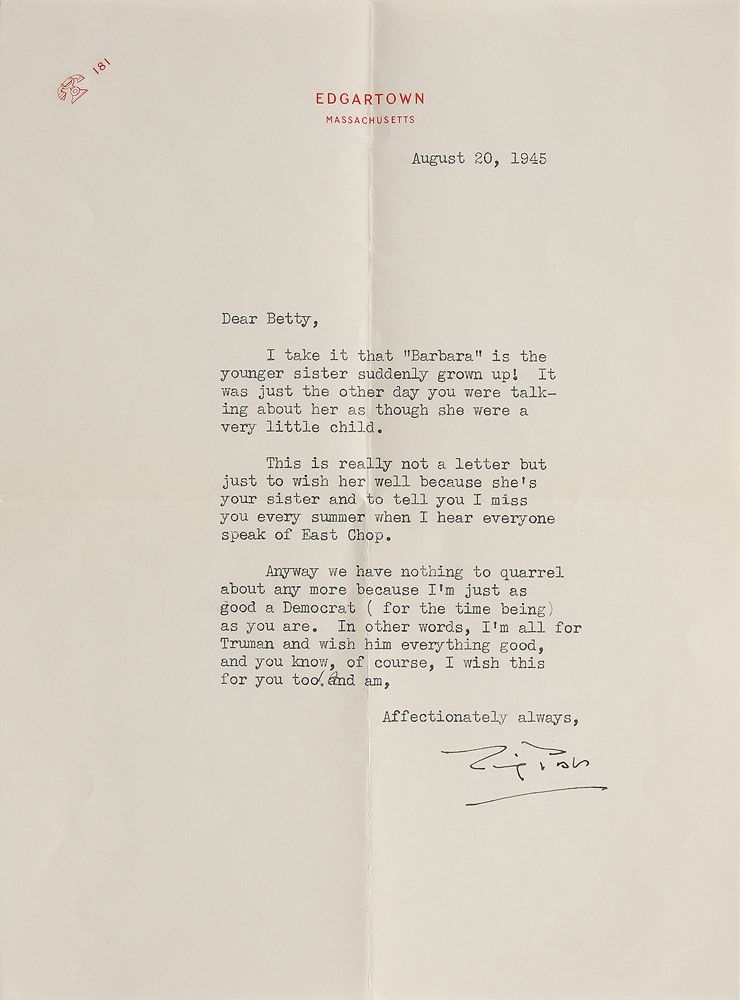 181
EDGARTOWN
MASSACHUSETTS
August 20, 1945
Dear Betty,
I take it that "Barbara" is the
younger sister suddenly grown up! It
was just the other day you were talk-
ing about her as though she were a
very little child.
This is really not a letter but
just to wish her well because she's
your sister and to tell you I miss
you every summer when I hear everyone
speak of East Chop.
Anyway we have nothing to quarrel
about any more because I'm just as
good a Democrat ( for the time being)
as you are. In other words, I'm all for
Truman and wish him everything good,
and you know, of course, I wish this
for you too. And am,
Affectionately always,